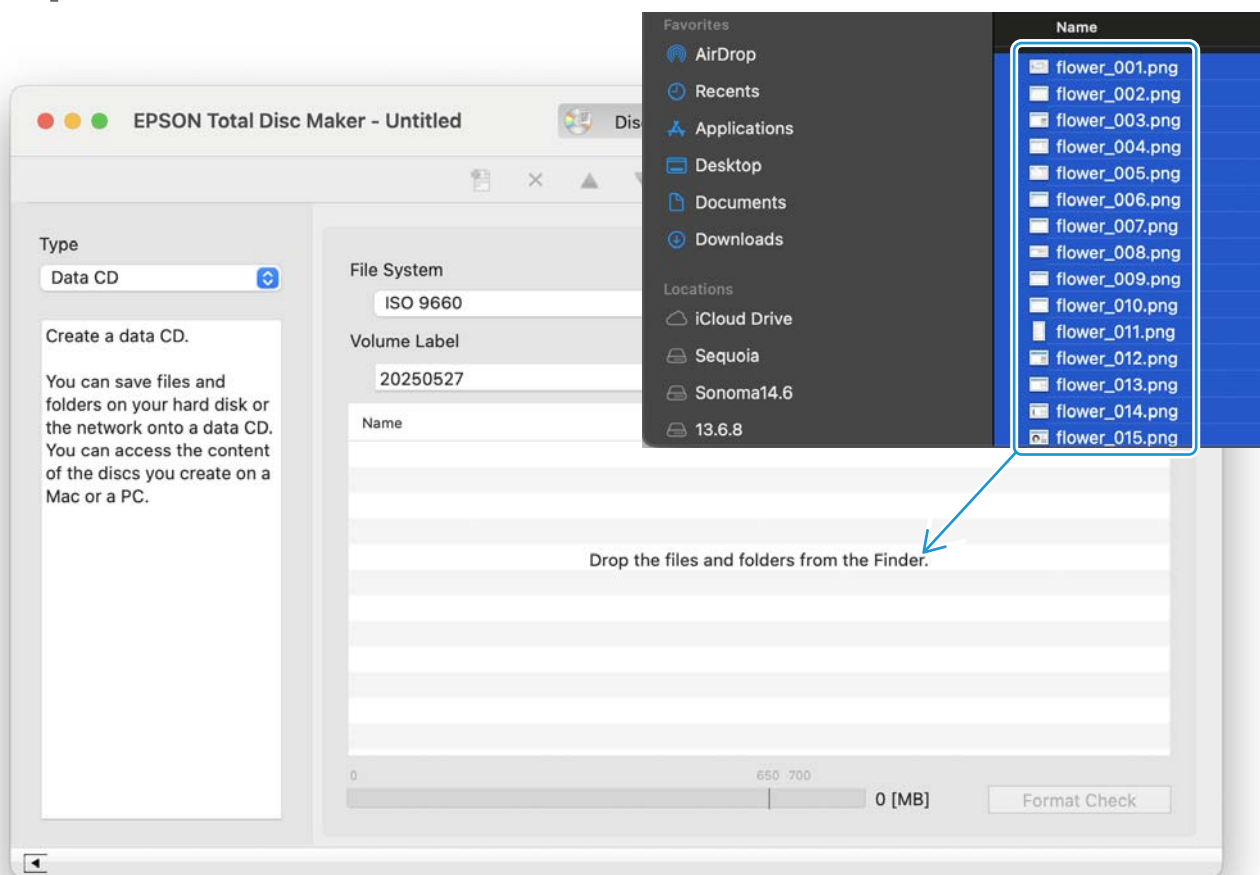 Favorites
AirDrop
Recents
Applications
Desktop
Documents
Downloads
Locations
iCloud Drive
Sequoia
Sonoma14.6
13.6.8
Name
flower_001.png
flower_002.png
flower_003.png
flower_004.png
flower_005.png
flower_006.png
flower_007.png
flower_008.png
flower_009.png
flower_010.png
flower_011.png
flower_012.png
flower_013.png
flower_014.png
flower_015.png
EPSON Total Disc Maker - Untitled
Type
Data CD
Create a data CD.
You can save files and
folders on your hard disk or
the network onto a data CD.
You can access the content
of the discs you create on a
Mac or a PC.
File System
ISO 9660
Volume Label
20250527
Name
Drop the files and folders from the Finder.
0
650 700
0 [MB]
Format Check